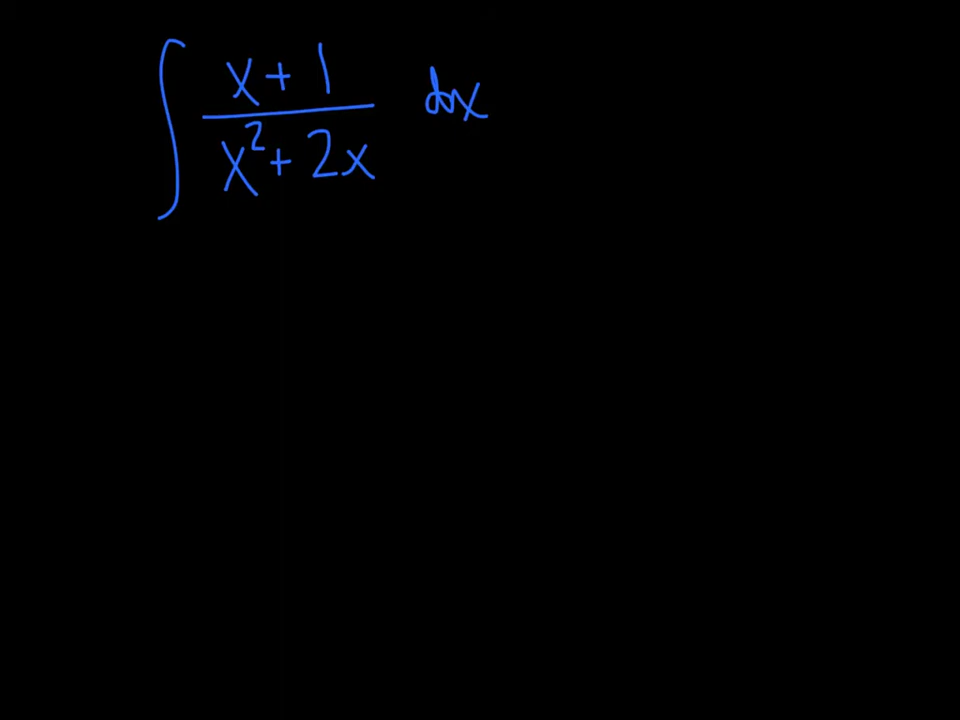 ∫ (x+1)/(x²+2x) dx